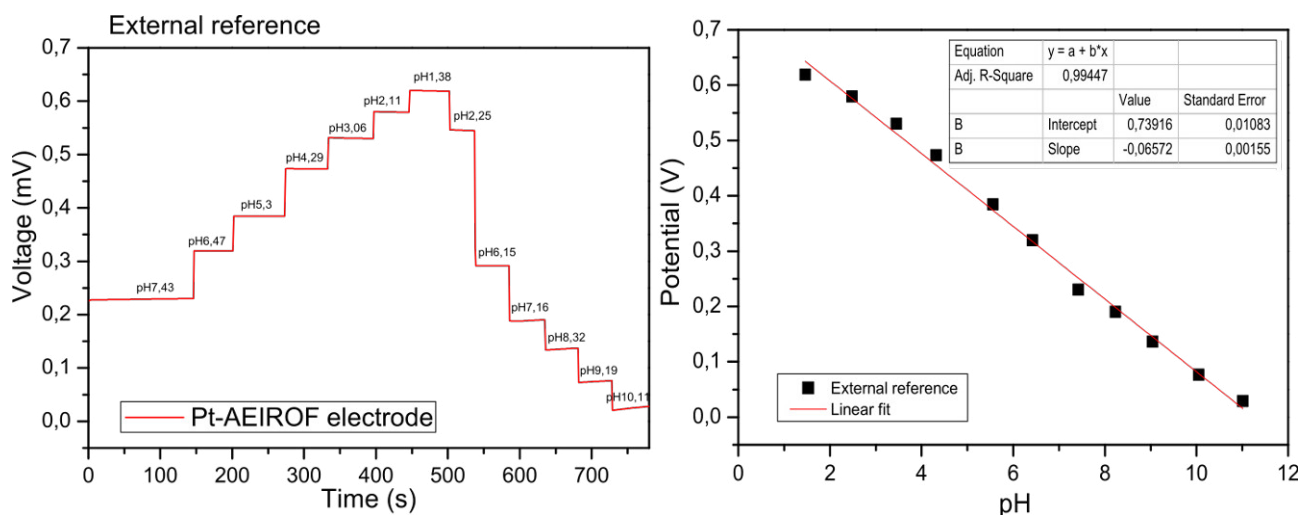 External reference
Voltage (mV)
0,7
0,6
0,5
0,4
0,3
0,2
0,1
0,0
pH7,43
pH6,47
pH5,3
pH4,29
pH3,06
pH2,11
pH1,38
pH2,25
pH6,15
pH7,16
pH8,32
pH9,19
pH10,11
Pt-AEIROF electrode
0 100 200 300 400 500 600 700
Time (s)
Potential (V)
0,7
0,6
0,5
0,4
0,3
0,2
0,1
0,0
Equation y = a + b*x
Adj. R-Square 0,99447
Value Standard Error
B Intercept 0,73916 0,01083
B Slope -0,06572 0,00155
External reference
Linear fit
0 2 4 6 8 10 12
pH